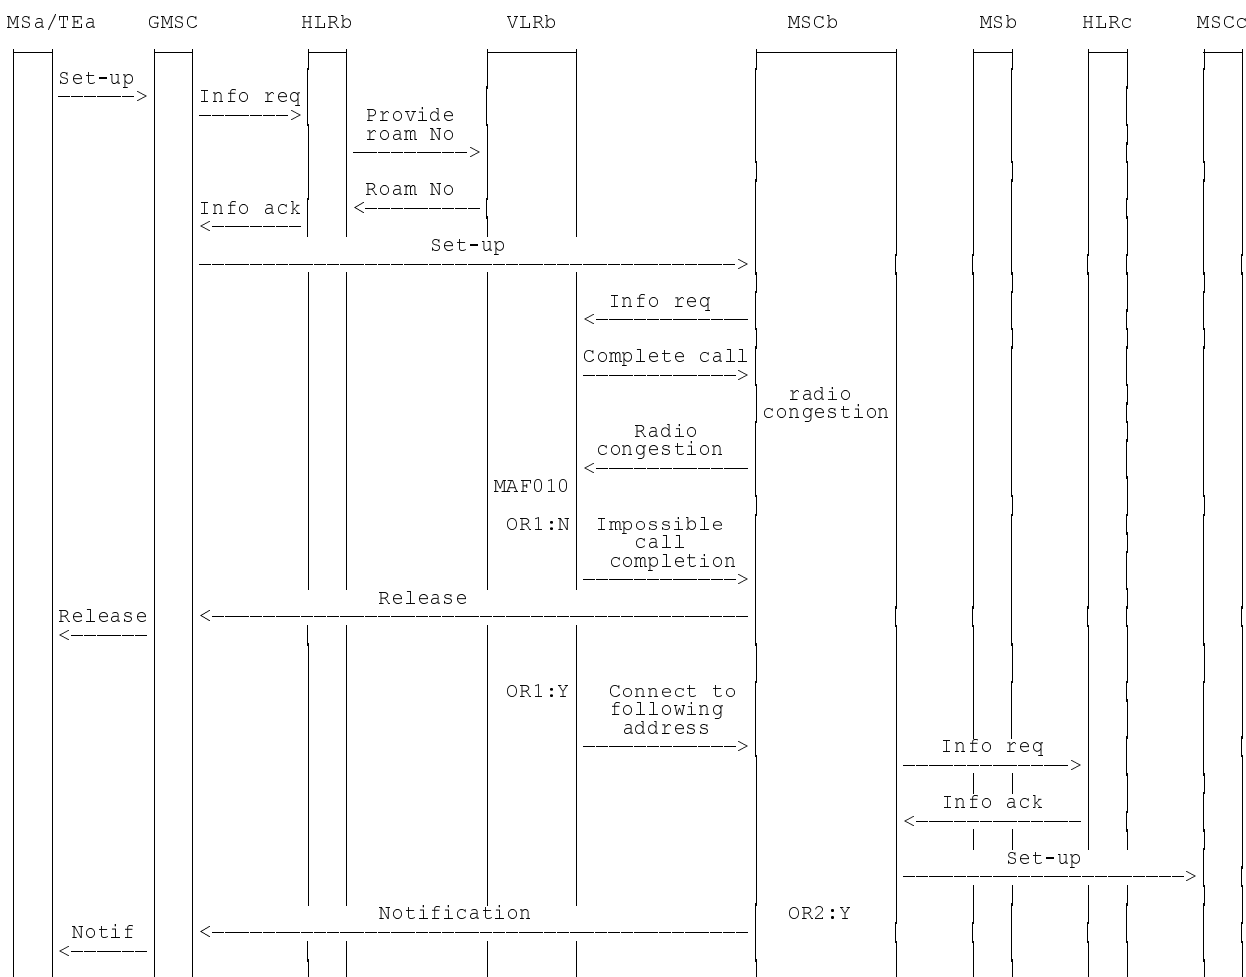 MSa/TEa GMSC HLRb VLRb MSCb MSb HLRc MSCc
Set-up
Info req
Provide
roam No
Roam No
Info ack
Set-up
Info req
Complete call
radio
congestion
Radio
congestion
MAF010
OR1:N Impossible
call
completion
Release
Release
OR1:Y Connect to
following
address
Info req
Info ack
Set-up
Notification OR2:Y
Notif